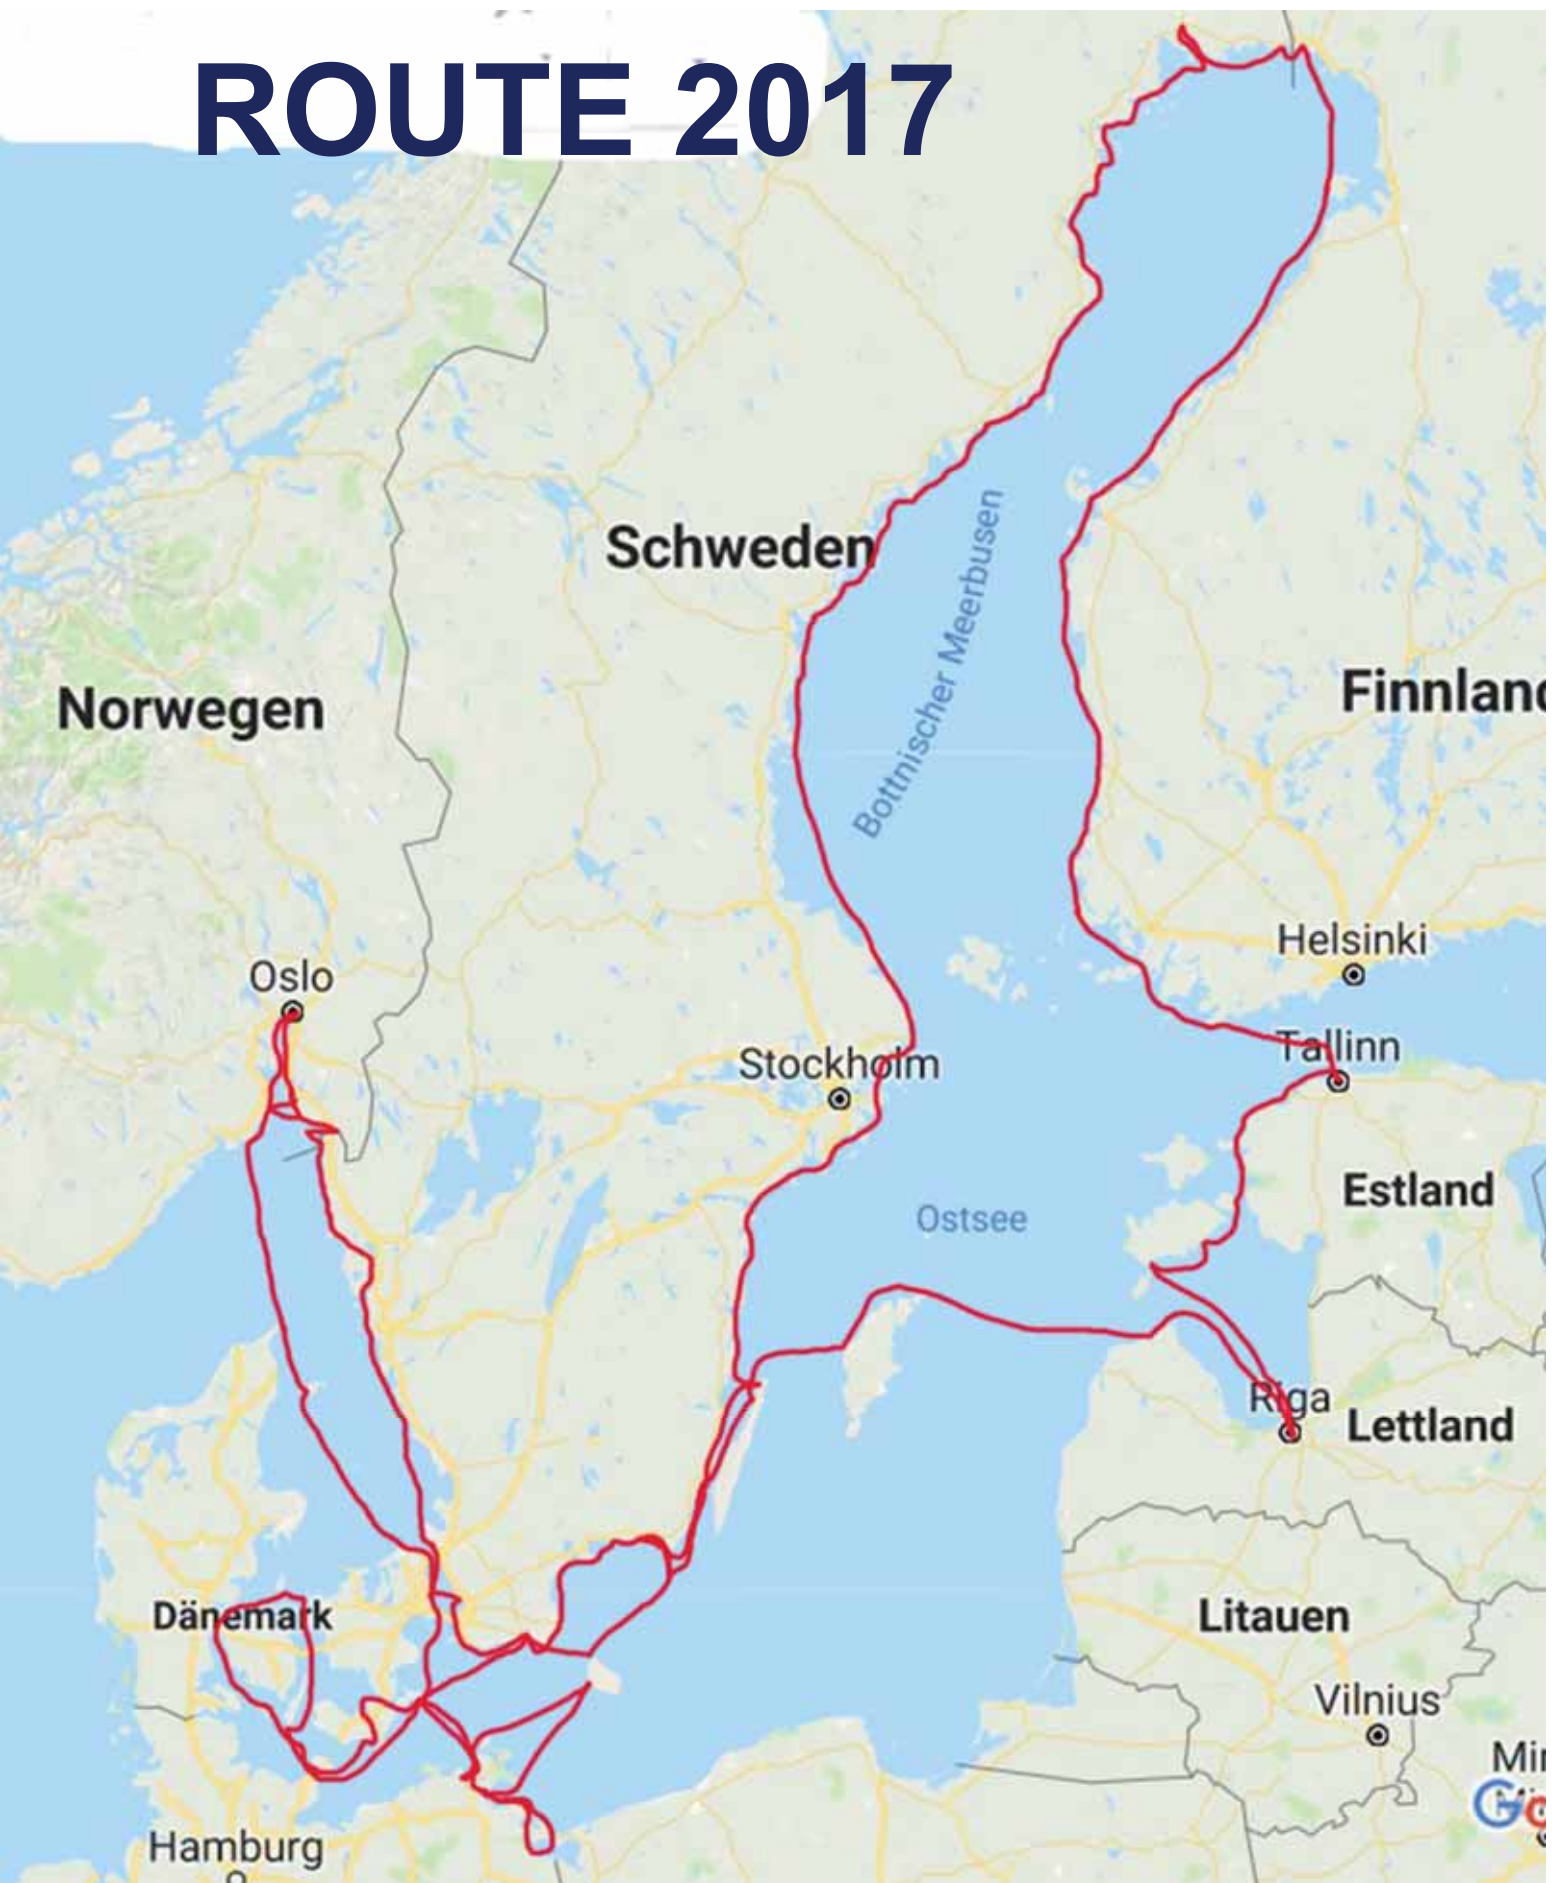 ROUTE 2017
Schweden
Bottnischer Meerbusen
Norwegen
Finnland
Helsinki
Oslo
Tallinn
Stockholm
Estland
Ostsee
Riga
Lettland
Dänemark
Litauen
Vilnius
Hamburg